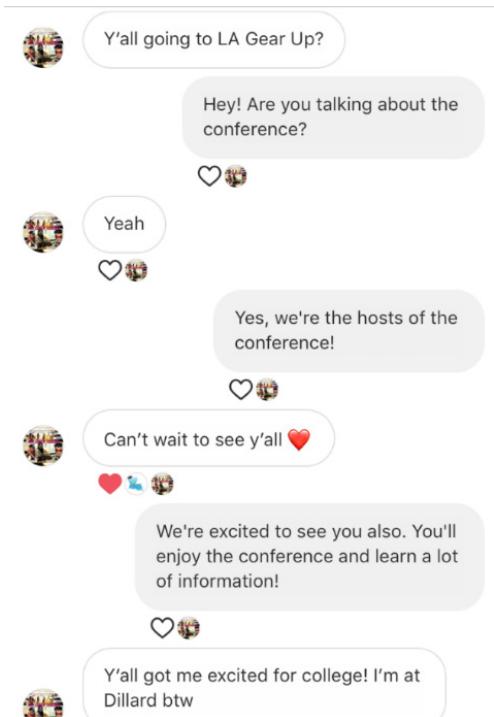 Y'all going to LA Gear Up?
Hey! Are you talking about the
conference?
Yeah
Yes, we're the hosts of the
conference!
Can't wait to see y'all ❤️
We're excited to see you also. You'll
enjoy the conference and learn a lot
of information!
Y'all got me excited for college! I'm at
Dillard btw